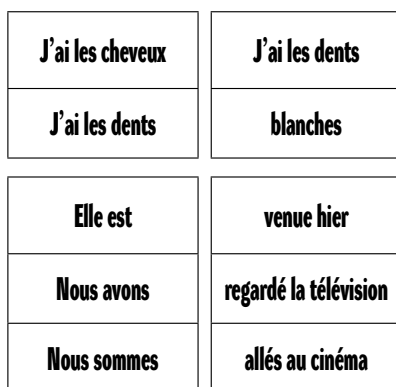 J'ai les cheveux
J'ai les dents
J'ai les dents
blanches
Elle est
venue hier
Nous avons
regardé la télévision
Nous sommes
allés au cinéma